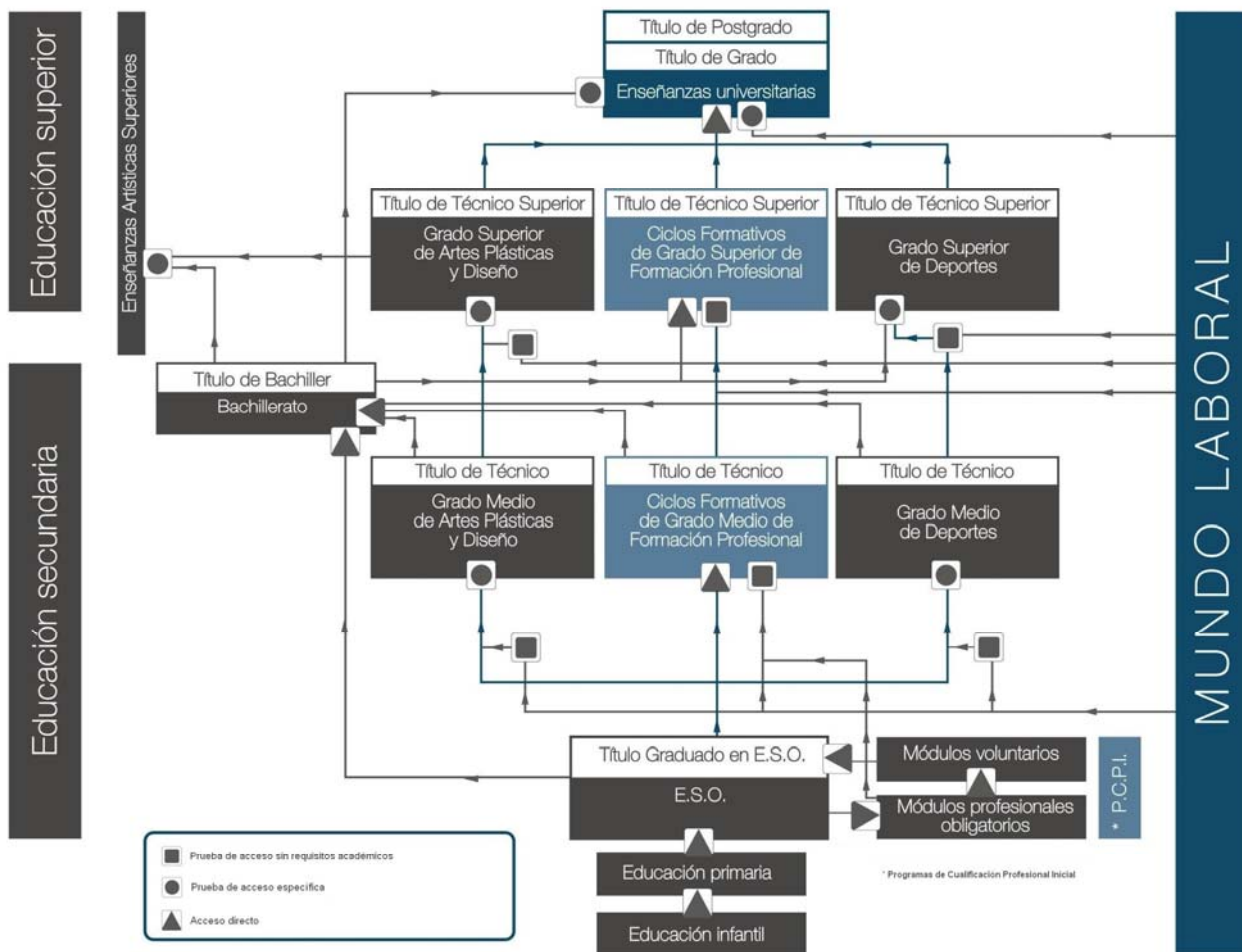 Educación superior
Enseñanzas Artísticas Superiores
Título de Postgrado
Título de Grado
Enseñanzas universitarias
Título de Técnico Superior
Grado Superior
de Artes Plásticas
y Diseño
Título de Técnico Superior
Ciclos Formativos
de Grado Superior de
Formación Profesional
Título de Técnico Superior
Grado Superior
de Deportes
MUNDO LABORAL
Educación secundaria
Título de Bachiller
Bachillerato
Título de Técnico
Grado Medio
de Artes Plásticas
y Diseño
Título de Técnico
Ciclos Formativos
de Grado Medio de
Formación Profesional
Título de Técnico
Grado Medio
de Deportes
Título Graduado en E.S.O.
E.S.O.
Módulos voluntarios
Módulos profesionales
obligatorios
* P.C.P.I.
Educación primaria
Educación infantil
* Programas de Cualificación Profesional Inicial
Prueba de acceso sin requisitos académicos
Prueba de acceso específica
Acceso directo